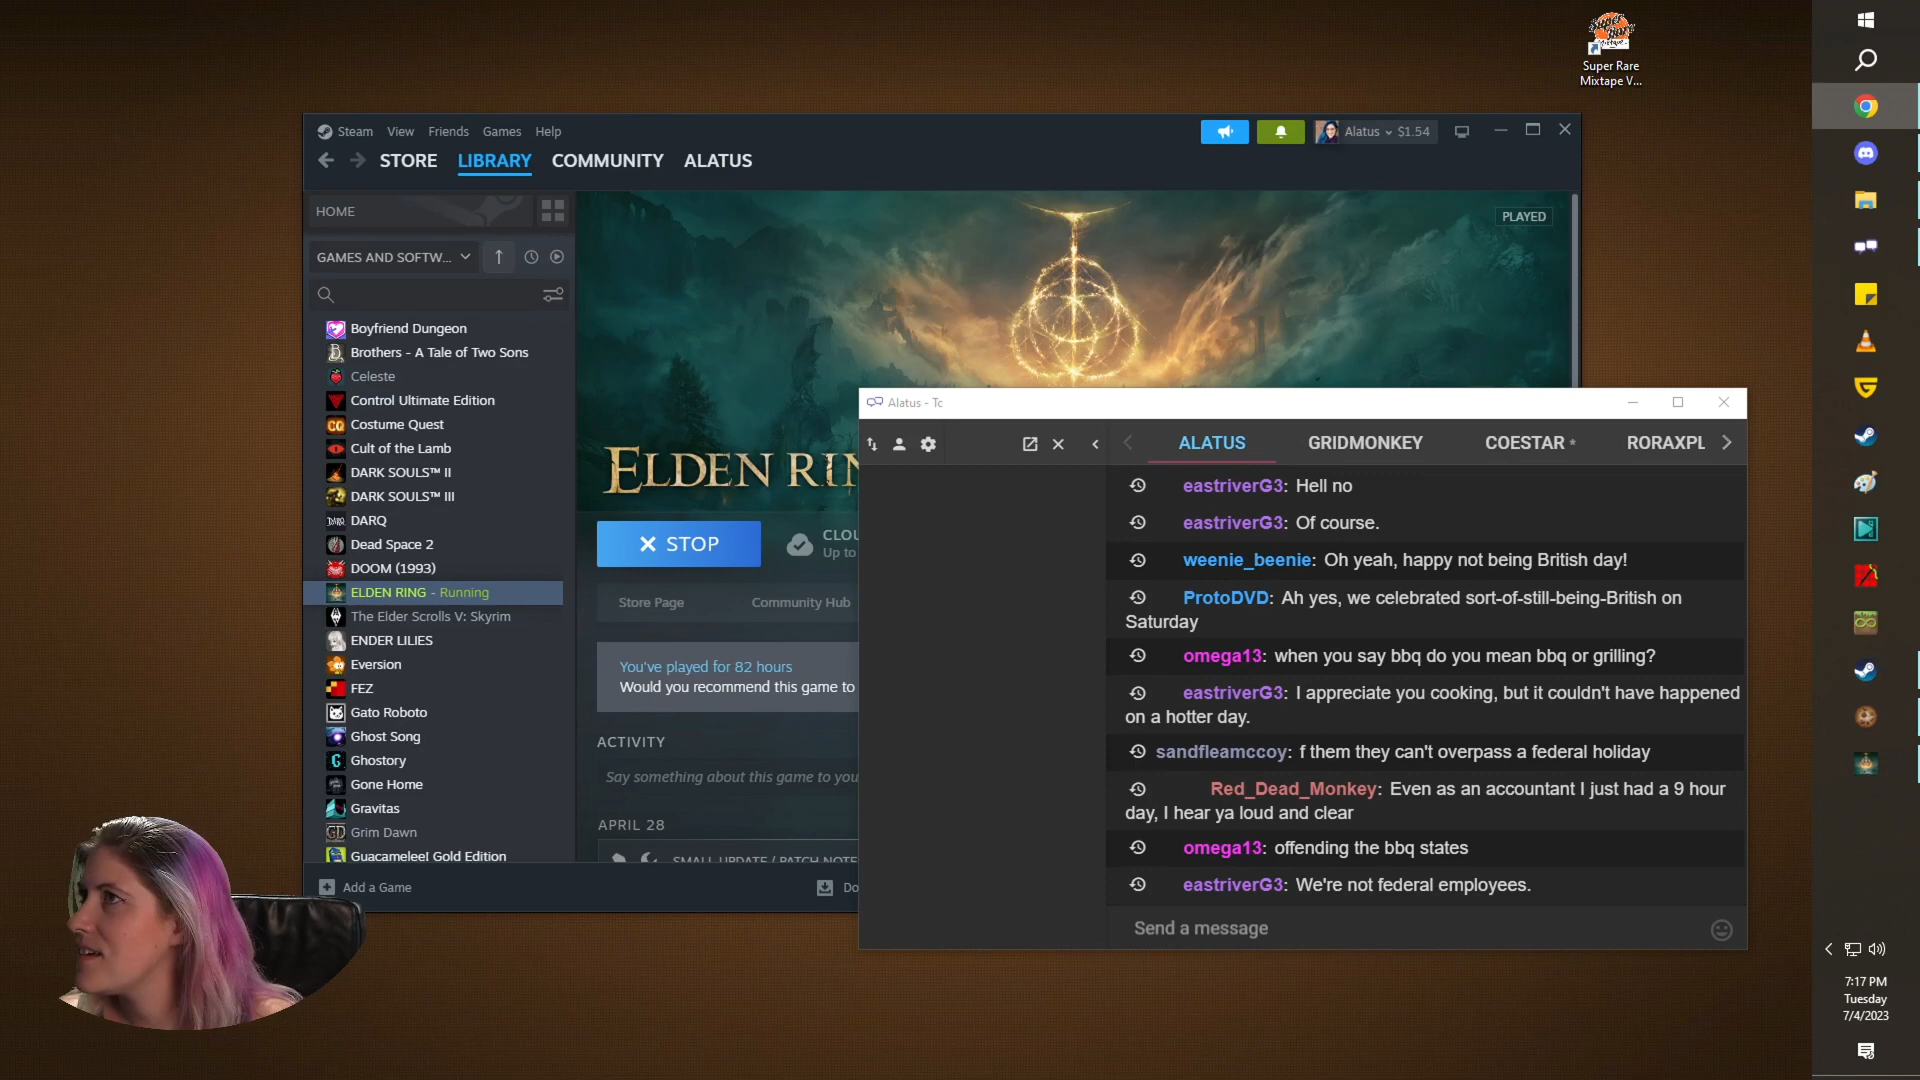 Super Rare
Mixtape V...
Steam View Friends Games Help
Alatus $1.54
STORE LIBRARY COMMUNITY ALATUS
HOME
PLAYED
GAMES AND SOFTW...
Boyfriend Dungeon
Brothers - A Tale of Two Sons
Celeste
Control Ultimate Edition
Costume Quest
Cult of the Lamb
DARK SOULS™ II
DARK SOULS™ III
DARQ
Dead Space 2
DOOM (1993)
ELDEN RING - Running
The Elder Scrolls V: Skyrim
ENDER LILIES
Eversion
FEZ
Gato Roboto
Ghost Song
Ghostory
Gone Home
Gravitas
Grim Dawn
Guacamelee! Gold Edition
Add a Game
ELDEN RIN
STOP
CLOU
Up to
Store Page Community Hub
You've played for 82 hours
Would you recommend this game to
ACTIVITY
Say something about this game to you
APRIL 28
SMALL UPDATE / PATCH NOTE
Do
Alatus - Tc
ALATUS GRIDMONKEY COESTAR * RORAXPL
eastriverG3: Hell no
eastriverG3: Of course.
weenie_beenie: Oh yeah, happy not being British day!
ProtoDVD: Ah yes, we celebrated sort-of-still-being-British on
Saturday
omega13: when you say bbq do you mean bbq or grilling?
eastriverG3: I appreciate you cooking, but it couldn't have happened
on a hotter day.
sandfleamccoy: f them they can't overpass a federal holiday
Red_Dead_Monkey: Even as an accountant I just had a 9 hour
day, I hear ya loud and clear
omega13: offending the bbq states
eastriverG3: We're not federal employees.
Send a message
7:17 PM
Tuesday
7/4/2023